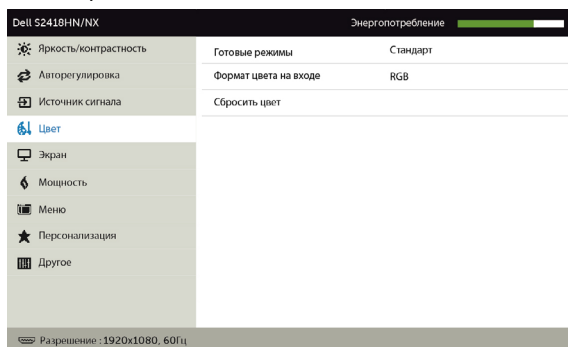 Dell S2418HN/NX Энергопотребление
Яркость/контрастность
Готовые режимы Стандарт
Авторегулировка
Формат цвета на входе RGB
Источник сигнала
Сбросить цвет
Цвет
Экран
Мощность
Меню
Персонализация
Другое
Разрешение : 1920x1080, 60Гц